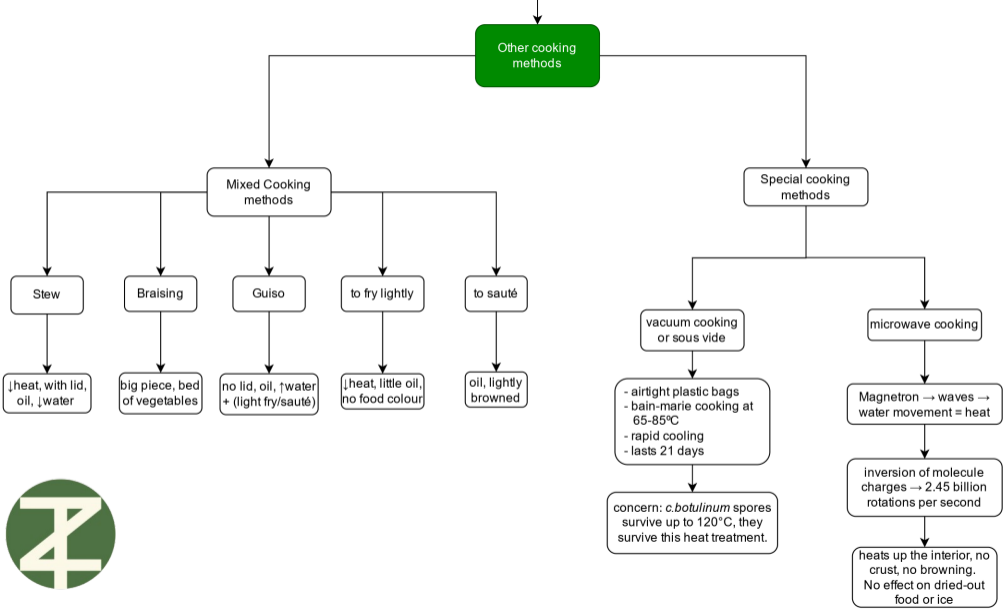 Other cooking
methods
Mixed Cooking
methods
Special cooking
methods
Stew
Braising
Guiso
to fry lightly
to sauté
vacuum cooking
or sous vide
microwave cooking
↓heat, with lid,
oil, ↓water
big piece, bed
of vegetables
no lid, oil, ↑water
+ (light fry/sauté)
↓heat, little oil,
no food colour
oil, lightly
browned
- airtight plastic bags
- bain-marie cooking at
65-85ºC
- rapid cooling
- lasts 21 days
Magnetron → waves →
water movement = heat
concern: c.botulinum spores
survive up to 120°C, they
survive this heat treatment.
inversion of molecule
charges → 2.45 billion
rotations per second
heats up the interior, no
crust, no browning.
No effect on dried-out
food or ice